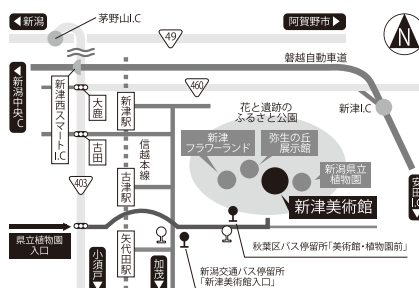 ◀新潟
茅野山I.C
49
阿賀野市▶
N
磐越自動車道
◀新潟中央I.C
460
新津西スマートI.C
大鹿
古田
新津駅
信越本線
花と遺跡の
ふるさと公園
新津I.C
新津
フラワーランド
弥生の丘
展示館
新潟県立
植物園
403
古津駅
新津美術館
安田I.C▶
県立植物園
入口
秋葉区バス停留所「美術館・植物園前」
小須戸▼
矢代田駅
加茂▼
新潟交通バス停留所
「新津美術館入口」